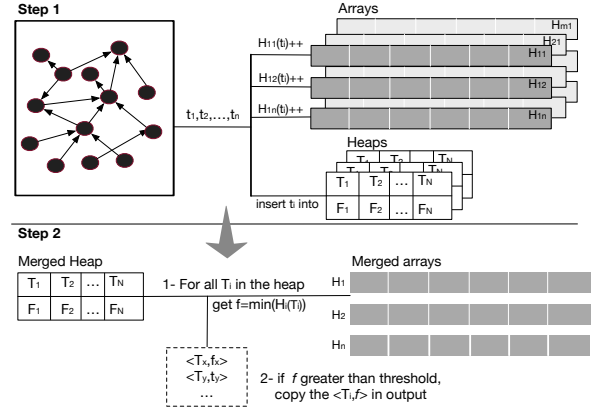 Step 1
Arrays
Hm1
H21
H11(ti)++
H11
H12(ti)++
H12
t1,t2,...,tn
H1n(ti)++
H1n
Heaps
T1 T2 ... TN
insert ti into
F1 F2 ... FN
Step 2
Merged Heap
Merged arrays
T1 T2 ... TN
1- For all Ti in the heap
H1
F1 F2 ... FN
get f=min(Hi(Ti))
H2
Hn
<Tx,fx>
<Ty,ty>
...
2- if f greater than threshold,
copy the <Ti,f> in output